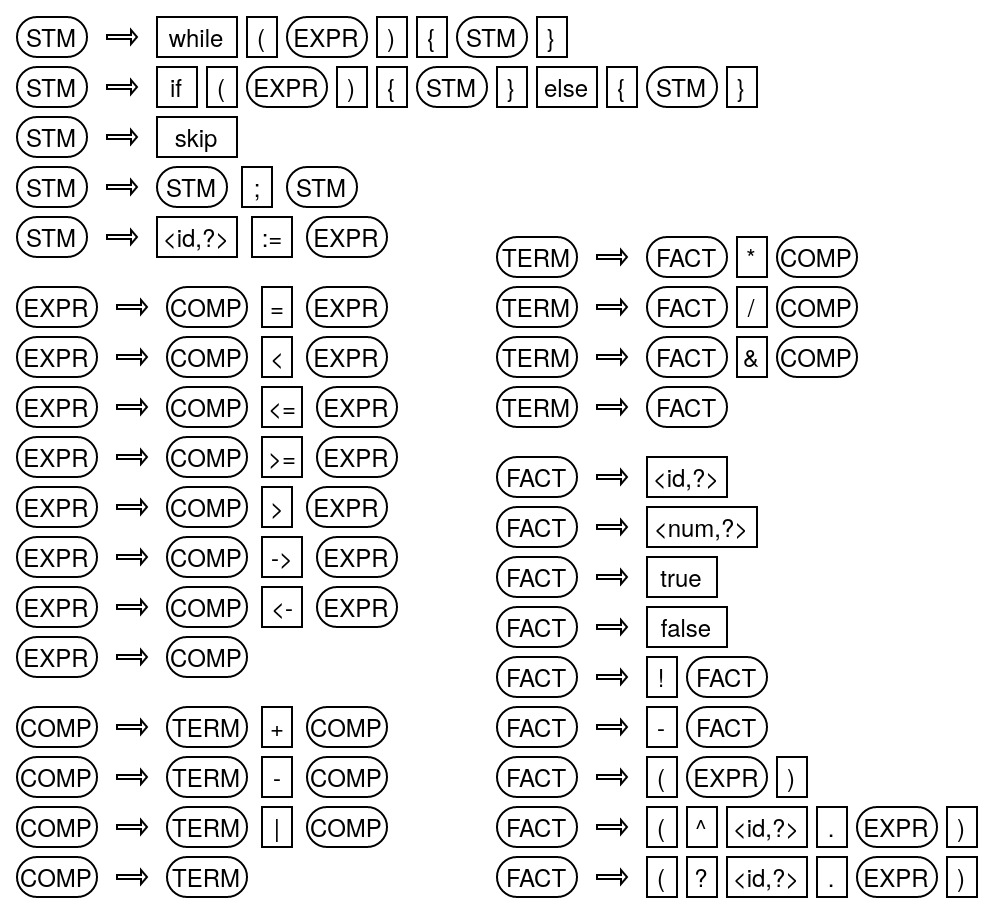 STM ⟹ while ( EXPR ) { STM }
STM ⟹ if ( EXPR ) { STM } else { STM }
STM ⟹ skip
STM ⟹ STM ; STM
STM ⟹ <id,?> := EXPR
EXPR ⟹ COMP = EXPR
EXPR ⟹ COMP < EXPR
EXPR ⟹ COMP <= EXPR
EXPR ⟹ COMP >= EXPR
EXPR ⟹ COMP > EXPR
EXPR ⟹ COMP -> EXPR
EXPR ⟹ COMP <- EXPR
EXPR ⟹ COMP
COMP ⟹ TERM + COMP
COMP ⟹ TERM - COMP
COMP ⟹ TERM | COMP
COMP ⟹ TERM
TERM ⟹ FACT * COMP
TERM ⟹ FACT / COMP
TERM ⟹ FACT & COMP
TERM ⟹ FACT
FACT ⟹ <id,?>
FACT ⟹ <num,?>
FACT ⟹ true
FACT ⟹ false
FACT ⟹ ! FACT
FACT ⟹ - FACT
FACT ⟹ ( EXPR )
FACT ⟹ ( ^ <id,?> . EXPR )
FACT ⟹ ( ? <id,?> . EXPR )